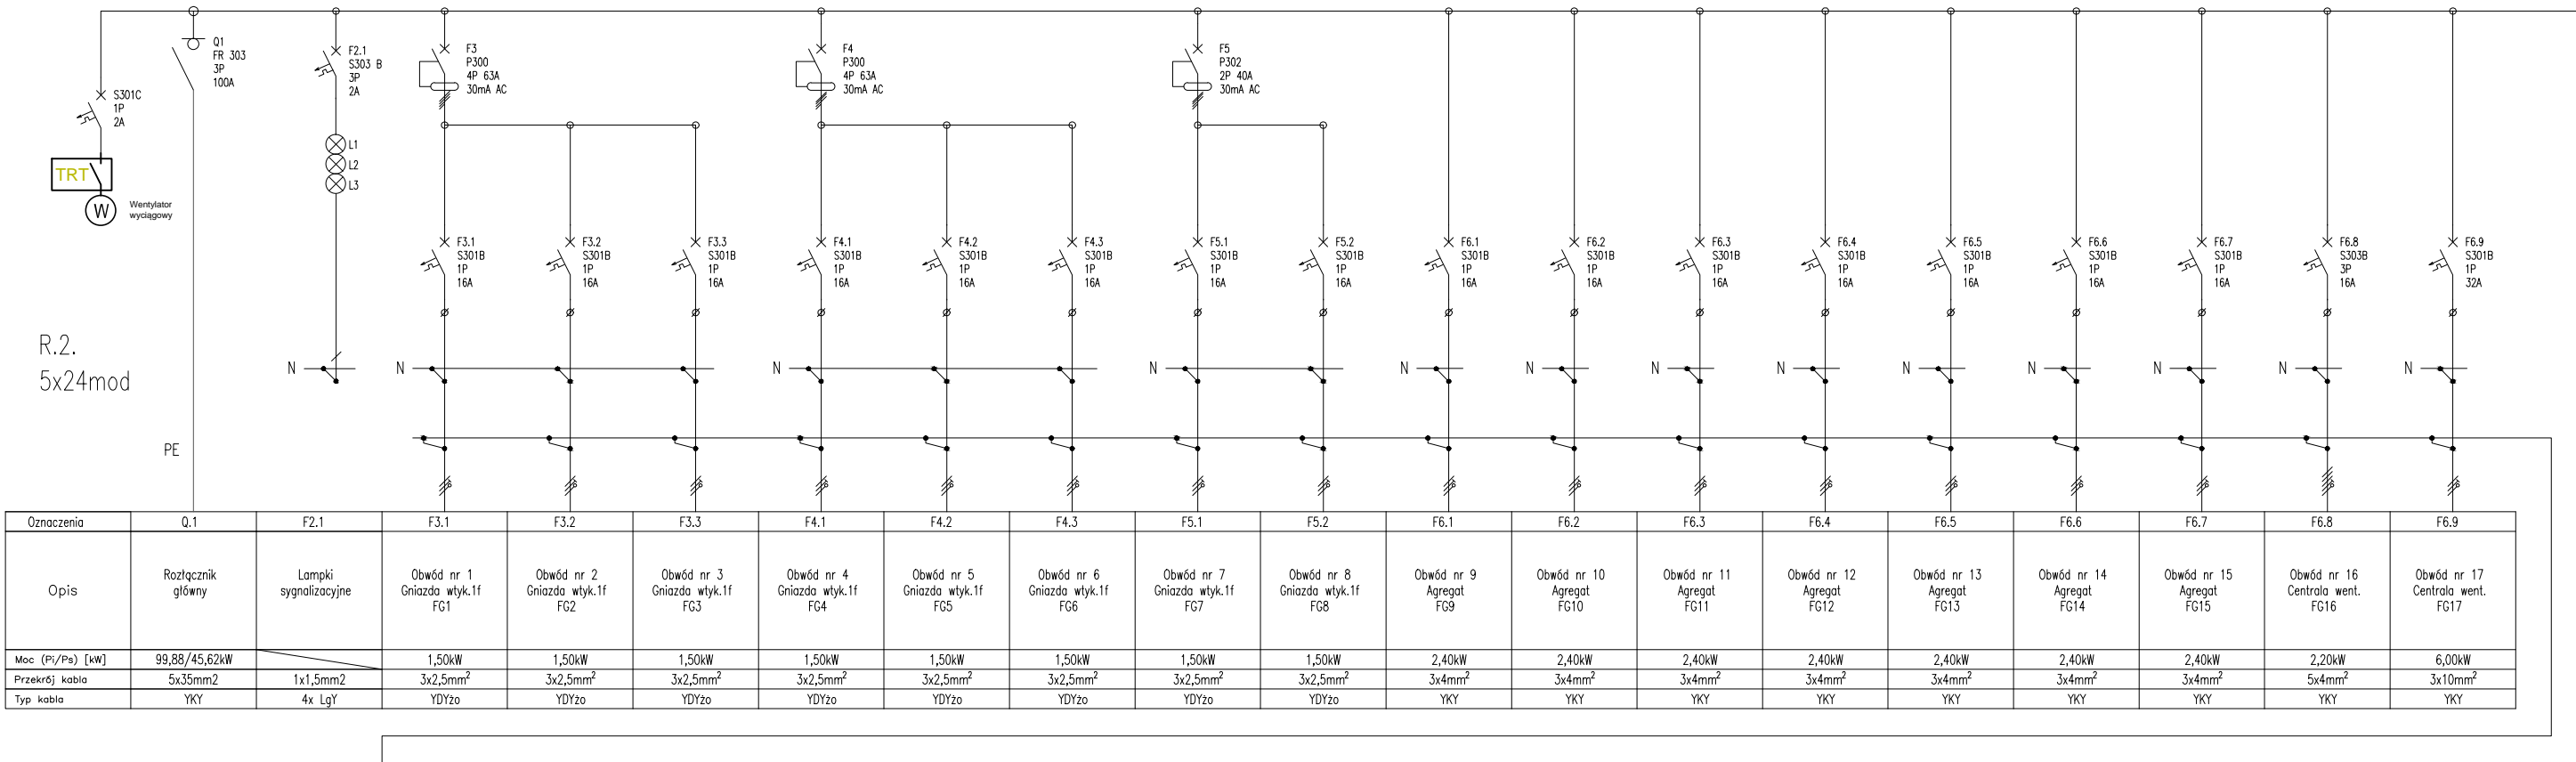 Q1
FR 303
3P
100A
S301C
1P
2A
TRT
W
Wentylator
wyciągowy
F2.1
S303 B
3P
2A
L1
L2
L3
F3
P300
4P 63A
30mA AC
F4
P300
4P 63A
30mA AC
F5
P302
2P 40A
30mA AC
F3.1
S301B
1P
16A
F3.2
S301B
1P
16A
F3.3
S301B
1P
16A
F4.1
S301B
1P
16A
F4.2
S301B
1P
16A
F4.3
S301B
1P
16A
F5.1
S301B
1P
16A
F5.2
S301B
1P
16A
F6.1
S301B
1P
16A
F6.2
S301B
1P
16A
F6.3
S301B
1P
16A
F6.4
S301B
1P
16A
F6.5
S301B
1P
16A
F6.6
S301B
1P
16A
F6.7
S301B
1P
16A
F6.8
S303B
3P
16A
F6.9
S301B
1P
32A
R.2.
5x24mod
N N N N N N N N N N N N N
PE
Oznaczenia Q.1 F2.1 F3.1 F3.2 F3.3 F4.1 F4.2 F4.3 F5.1 F5.2 F6.1 F6.2 F6.3 F6.4 F6.5 F6.6 F6.7 F6.8 F6.9
Opis
Rozłącznik
główny
Lampki
sygnalizacyjne
Obwód nr 1
Gniazda wtyk.1f
FG1
Obwód nr 2
Gniazda wtyk.1f
FG2
Obwód nr 3
Gniazda wtyk.1f
FG3
Obwód nr 4
Gniazda wtyk.1f
FG4
Obwód nr 5
Gniazda wtyk.1f
FG5
Obwód nr 6
Gniazda wtyk.1f
FG6
Obwód nr 7
Gniazda wtyk.1f
FG7
Obwód nr 8
Gniazda wtyk.1f
FG8
Obwód nr 9
Agregat
FG9
Obwód nr 10
Agregat
FG10
Obwód nr 11
Agregat
FG11
Obwód nr 12
Agregat
FG12
Obwód nr 13
Agregat
FG13
Obwód nr 14
Agregat
FG14
Obwód nr 15
Agregat
FG15
Obwód nr 16
Centrala went.
FG16
Obwód nr 17
Centrala went.
FG17
Moc (Pi/Ps) [kW] 99,88/45,62kW 1,50kW 1,50kW 1,50kW 1,50kW 1,50kW 1,50kW 1,50kW 1,50kW 2,40kW 2,40kW 2,40kW 2,40kW 2,40kW 2,40kW 2,40kW 2,20kW 6,00kW
Przekrój kabla 5x35mm2 1x1,5mm2 3x2,5mm² 3x2,5mm² 3x2,5mm² 3x2,5mm² 3x2,5mm² 3x2,5mm² 3x2,5mm² 3x2,5mm² 3x4mm² 3x4mm² 3x4mm² 3x4mm² 3x4mm² 3x4mm² 3x4mm² 5x4mm² 3x10mm²
Typ kabla YKY 4x LgY YDYżo YDYżo YDYżo YDYżo YDYżo YDYżo YDYżo YDYżo YKY YKY YKY YKY YKY YKY YKY YKY YKY